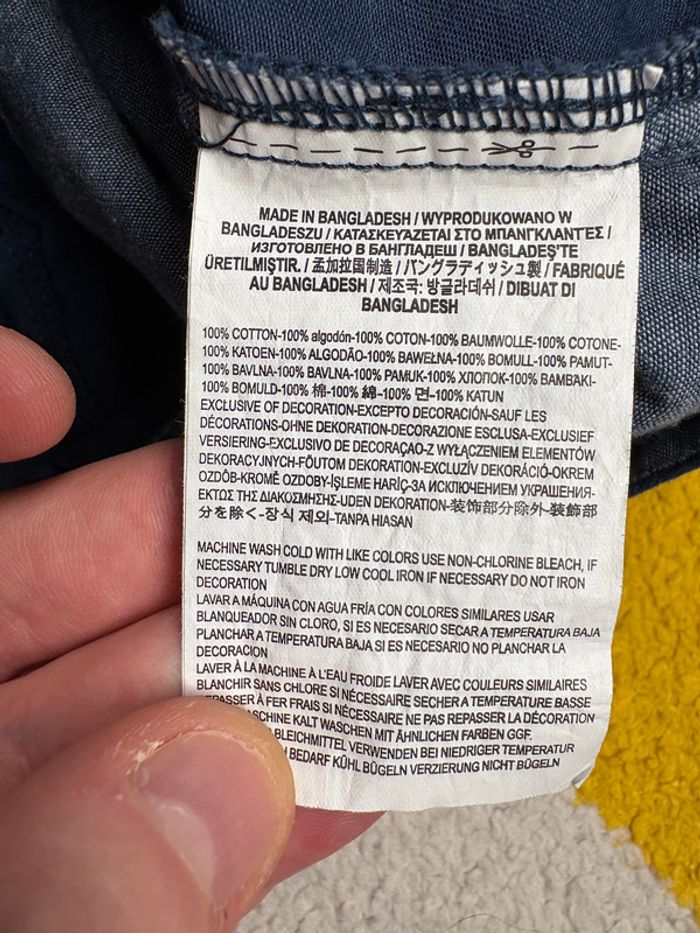 MADE IN BANGLADESH / WYPRODUKOWANO W
BANGLADESZU / ΚΑΤΑΣΚΕΥΑΖΕΤΑΙ ΣΤΟ ΜΠΑΝΓΚΛΑΝΤΕΣ /
ИЗГОТОВЛЕНО В БАНГЛАДЕШ / BANGLADEŞ'TE
ÜRETILMIŞTIR. / 孟加拉国制造 / バングラディッシュ製 / FABRIQUÉ
AU BANGLADESH / 제조국: 방글라데쉬 / DIBUAT DI
BANGLADESH
100% COTTON-100% algodón-100% COTON-100% BAUMWOLLE-100% COTONE-
100% KATOEN-100% ALGODÃO-100% BAWEŁNA-100% BOMULL-100% PAMUT-
100% BAVLNA-100% BAVLNA-100% PAMUK-100% ХЛОПОК-100% BAMBAKI-
100% BOMULD-100% 棉-100% 綿-100% 면-100% KATUN
EXCLUSIVE OF DECORATION-EXCEPTO DECORACIÓN-SAUF LES
DÉCORATIONS-OHNE DEKORATION-DECORAZIONE ESCLUSA-EXCLUSIEF
VERSIERING-EXCLUSIVO DE DECORAÇAO-Z WYŁĄCZENIEM ELEMENTÓW
DEKORACYJNYCH-FÖUTOM DEKORATION-EXCLUZÍV DEKORÁCIÓ-OKREM
OZDÔB-KROMĚ OZDOBY-İŞLEME HARİÇ-ЗА ИСКЛЮЧЕНИЕМ УКРАШЕНИЯ-
ΕΚΤΟΣ ΤΗΣ ΔΙΑΚΟΣΜΗΣΗΣ-UDEN DEKORATION-装饰部分除外-装飾部
分を除く-장식 제외-TANPA HIASAN
MACHINE WASH COLD WITH LIKE COLORS USE NON-CHLORINE BLEACH, IF
NECESSARY TUMBLE DRY LOW COOL IRON IF NECESSARY DO NOT IRON
DECORATION
LAVAR A MÁQUINA CON AGUA FRÍA CON COLORES SIMILARES USAR
BLANQUEADOR SIN CLORO, SI ES NECESARIO SECAR A TEMPERATURA BAJA
PLANCHAR A TEMPERATURA BAJA SI ES NECESARIO NO PLANCHAR LA
DECORACION
LAVER À LA MACHINE À L'EAU FROIDE LAVER AVEC COULEURS SIMILAIRES
BLANCHIR SANS CHLORE SI NÉCESSAIRE SECHER A TEMPERATURE BASSE
À FER FRAIS SI NÉCESSAIRE NE PAS REPASSER LA DÉCORATION
KALT WASCHEN MIT ÄHNLICHEN FARBEN GGF.
BLEICHMITTEL VERWENDEN BEI NIEDRIGER TEMPERATUR
BEDARF KÜHL BÜGELN VERZIERUNG NICHT BÜGELN